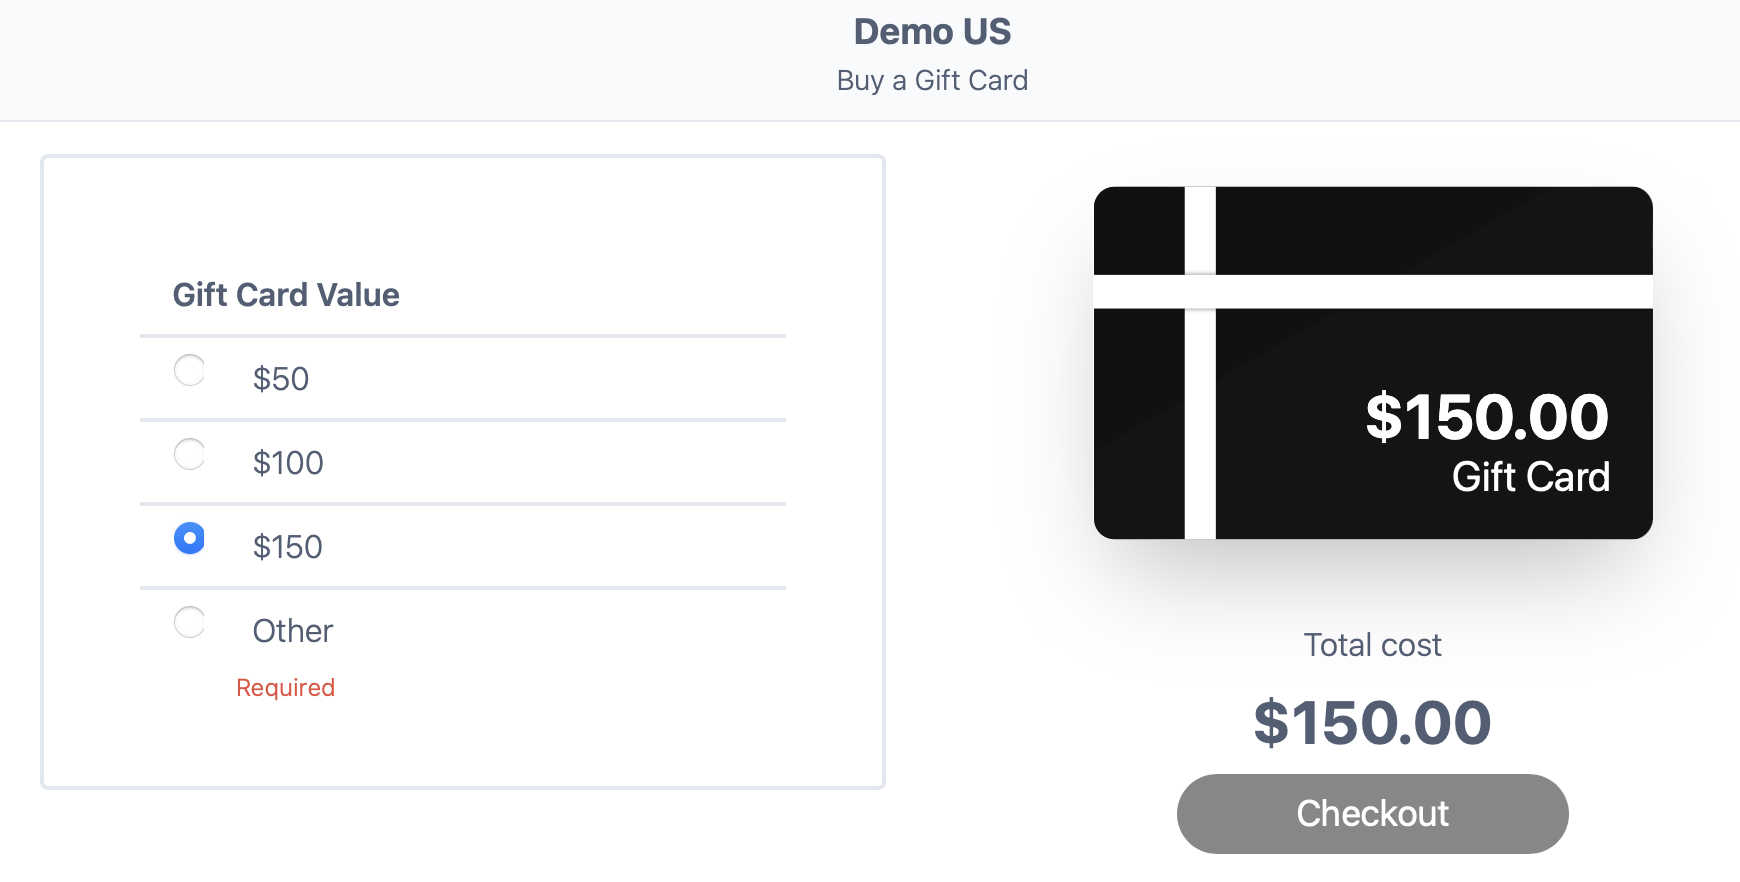 Demo US
Buy a Gift Card
Gift Card Value
$50
$100
$150
Other
Required
$150.00
Gift Card
Total cost
$150.00
Checkout